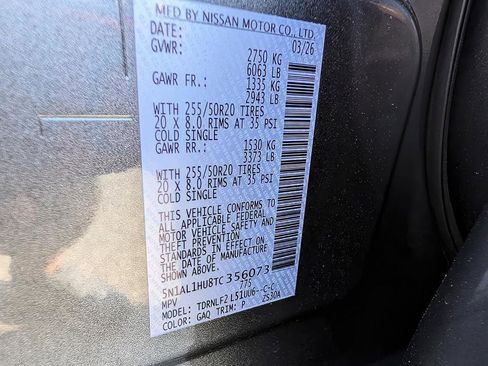 MFD BY NISSAN MOTOR CO., LTD.
DATE: 03/26
GVWR: 2750 KG
6063 LB
GAWR FR.: 1335 KG
2943 LB
WITH 255/50R20 TIRES
20 X 8.0 RIMS AT 35 PSI
COLD SINGLE
GAWR RR.: 1530 KG
3373 LB
WITH 255/50R20 TIRES
20 X 8.0 RIMS AT 35 PSI
COLD SINGLE
THIS VEHICLE CONFORMS TO
ALL APPLICABLE FEDERAL
MOTOR VEHICLE SAFETY AND
THEFT PREVENTION
STANDARDS IN EFFECT ON
THE DATE OF MANUFACTURE
SHOWN ABOVE.
5N1AL1HU8TC356073
MPV 775
MODEL: TDRNLF2 L51UU6--C-C
COLOR: GAQ TRIM: P ZS30A